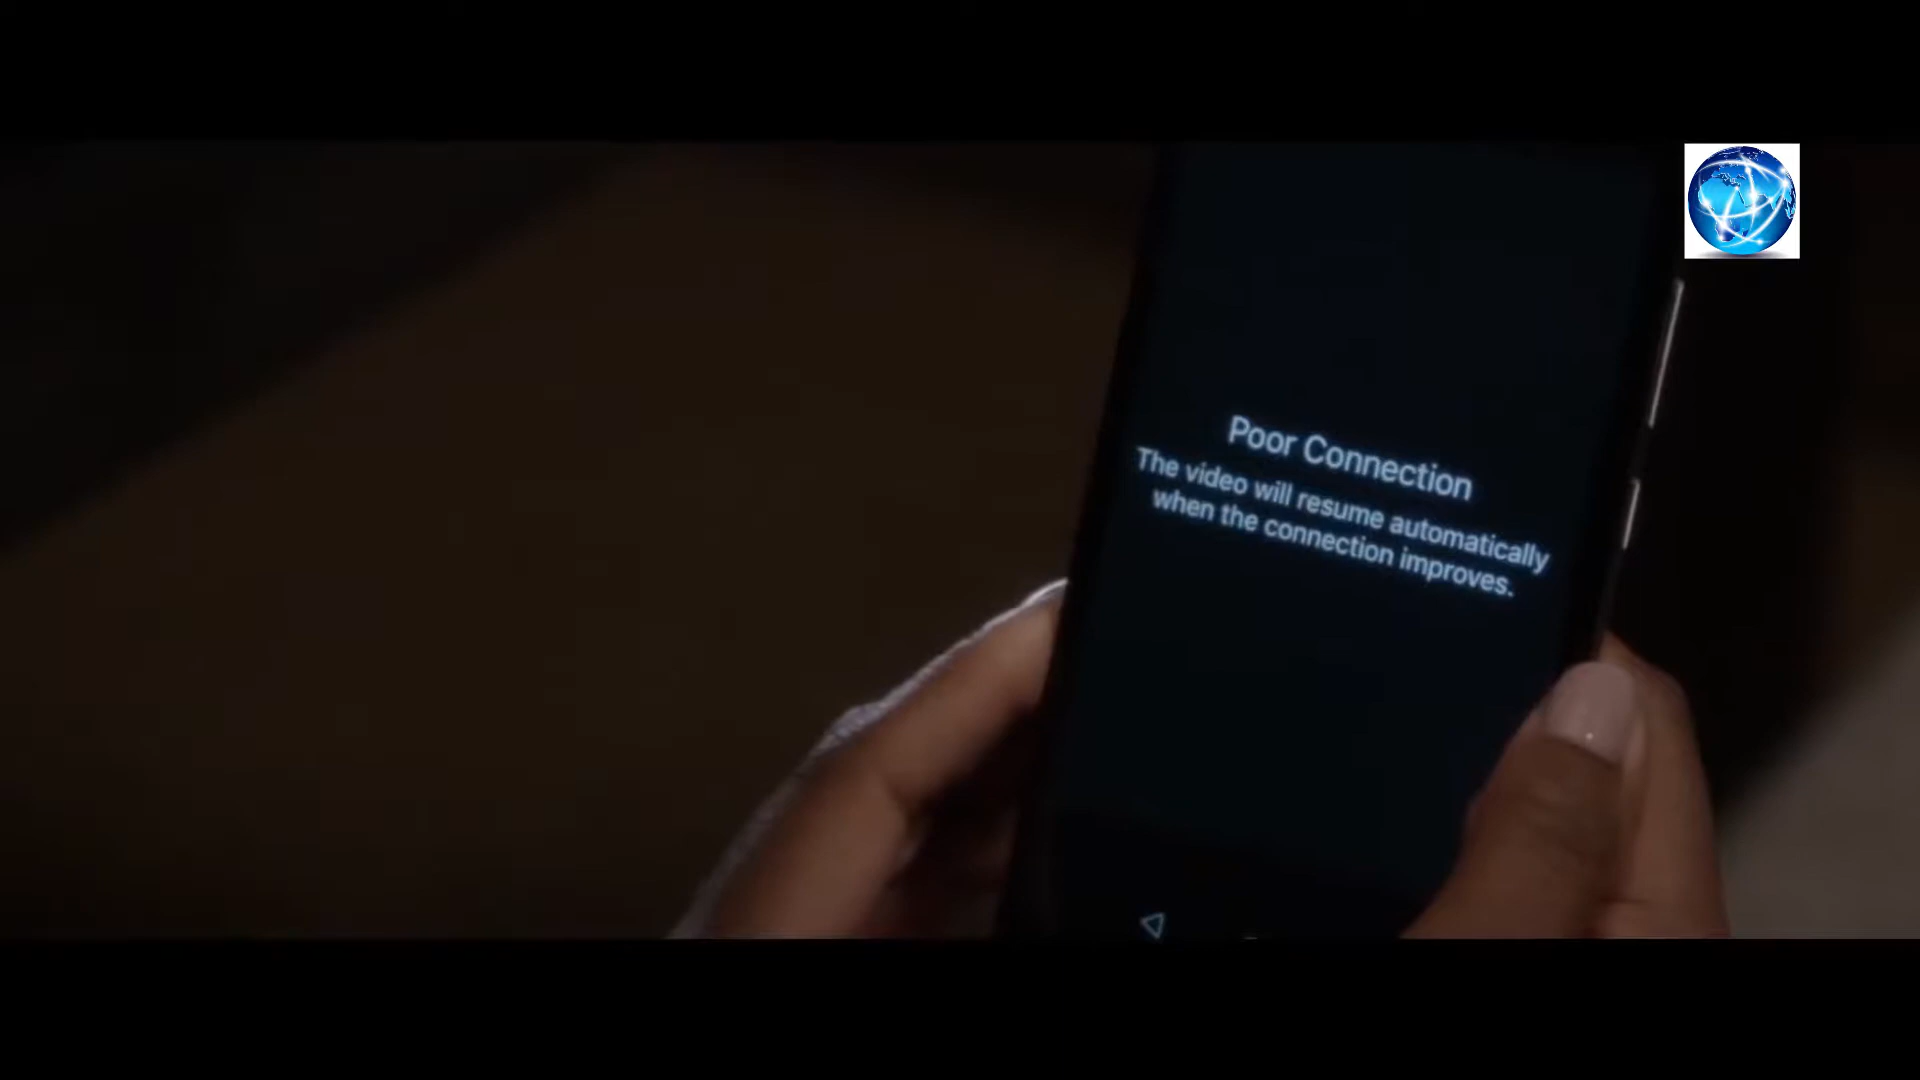 Poor Connection
The video will resume automatically
when the connection improves.